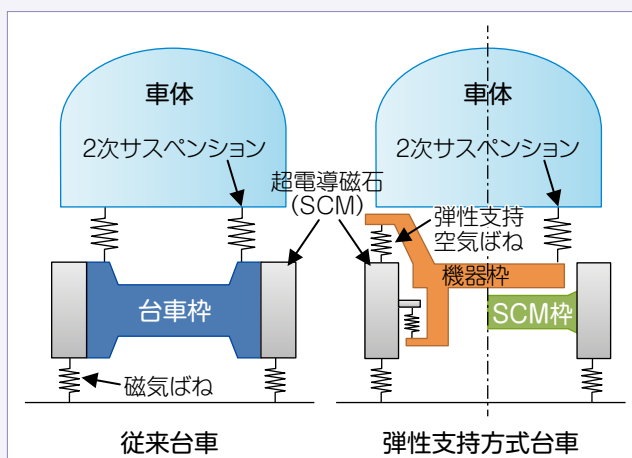 車体
2次サスペンション
超電導磁石
(SCM)
台車枠
磁気ばね
従来台車
車体
2次サスペンション
弾性支持
空気ばね
機器枠
SCM枠
弾性支持方式台車